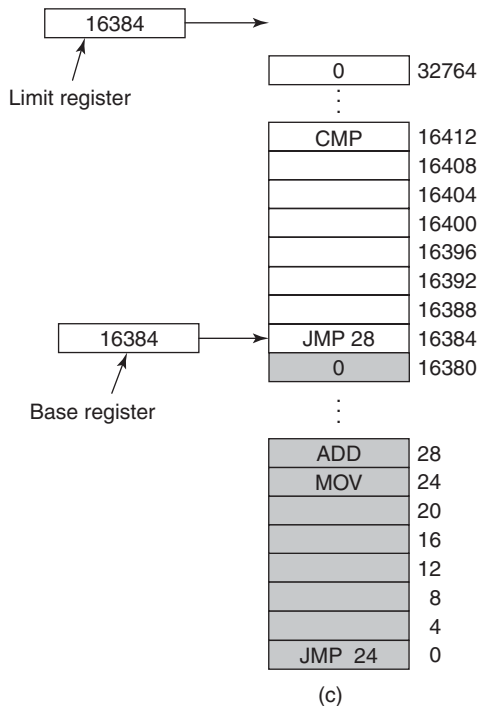 16384
Limit register
0 32764
CMP 16412
16408
16404
16400
16396
16392
16388
16384 JMP 28 16384
0 16380
Base register
ADD 28
MOV 24
20
16
12
8
4
JMP 24 0
(c)